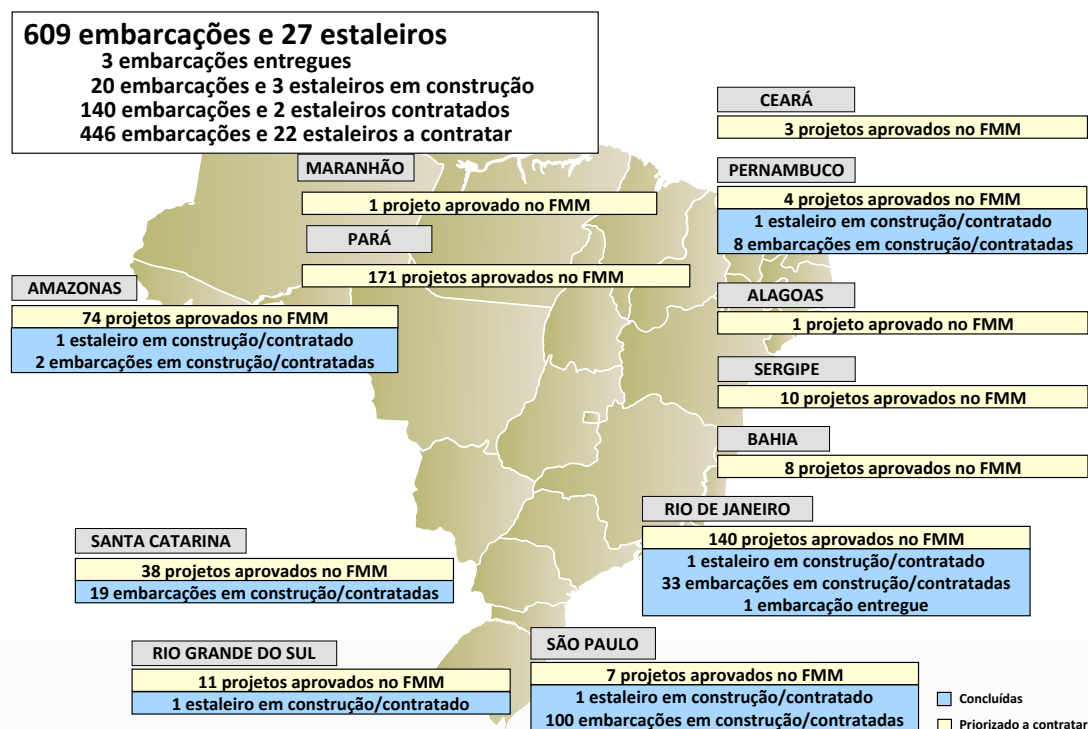 609 embarcações e 27 estaleiros
3 embarcações entregues
20 embarcações e 3 estaleiros em construção
140 embarcações e 2 estaleiros contratados
446 embarcações e 22 estaleiros a contratar
CEARÁ
3 projetos aprovados no FMM
MARANHÃO
1 projeto aprovado no FMM
PERNAMBUCO
4 projetos aprovados no FMM
1 estaleiro em construção/contratado
8 embarcações em construção/contratadas
PARÁ
171 projetos aprovados no FMM
AMAZONAS
74 projetos aprovados no FMM
1 estaleiro em construção/contratado
2 embarcações em construção/contratadas
ALAGOAS
1 projeto aprovado no FMM
SERGIPE
10 projetos aprovados no FMM
BAHIA
8 projetos aprovados no FMM
RIO DE JANEIRO
140 projetos aprovados no FMM
1 estaleiro em construção/contratado
33 embarcações em construção/contratadas
1 embarcação entregue
SANTA CATARINA
38 projetos aprovados no FMM
19 embarcações em construção/contratadas
RIO GRANDE DO SUL
11 projetos aprovados no FMM
1 estaleiro em construção/contratado
SÃO PAULO
7 projetos aprovados no FMM
1 estaleiro em construção/contratado
100 embarcações em construção/contratadas
Concluídas
Priorizado a contratar